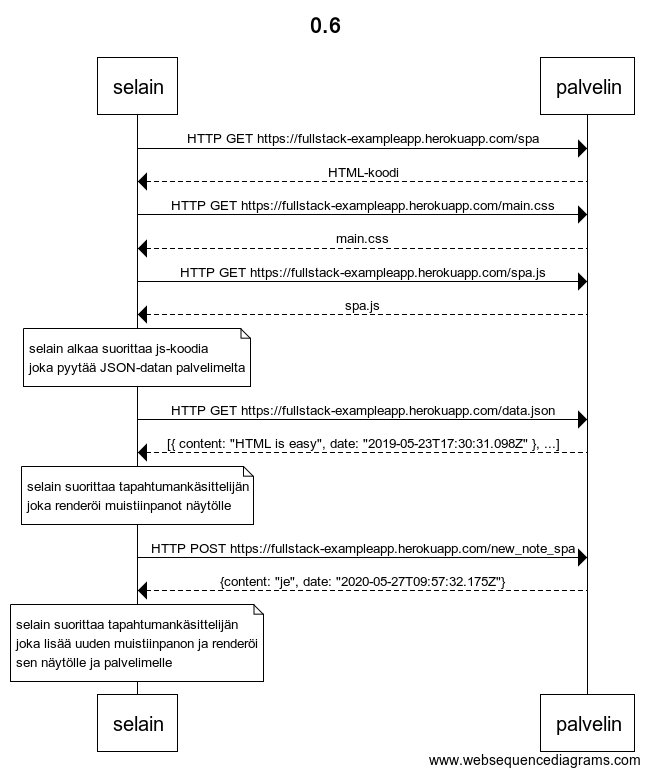 0.6
selain palvelin
HTTP GET https://fullstack-exampleapp.herokuapp.com/spa
HTML-koodi
HTTP GET https://fullstack-exampleapp.herokuapp.com/main.css
main.css
HTTP GET https://fullstack-exampleapp.herokuapp.com/spa.js
spa.js
selain alkaa suorittaa js-koodia
joka pyytää JSON-datan palvelimelta
HTTP GET https://fullstack-exampleapp.herokuapp.com/data.json
[{ content: "HTML is easy", date: "2019-05-23T17:30:31.098Z" }, ...]
selain suorittaa tapahtumankäsittelijän
joka renderöi muistiinpanot näytölle
HTTP POST https://fullstack-exampleapp.herokuapp.com/new_note_spa
{content: "je", date: "2020-05-27T09:57:32.175Z"}
selain suorittaa tapahtumankäsittelijän
joka lisää uuden muistiinpanon ja renderöi
sen näytölle ja palvelimelle
selain palvelin
www.websequencediagrams.com